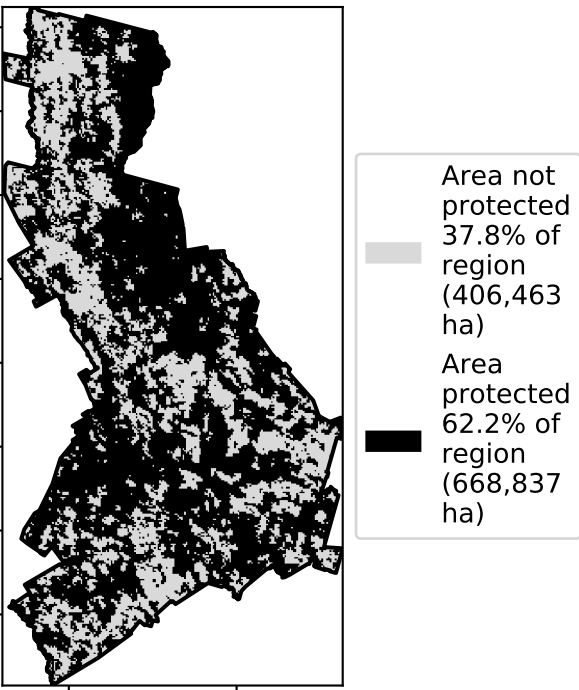 Area not
protected
37.8% of
region
(406,463
ha)
Area
protected
62.2% of
region
(668,837
ha)